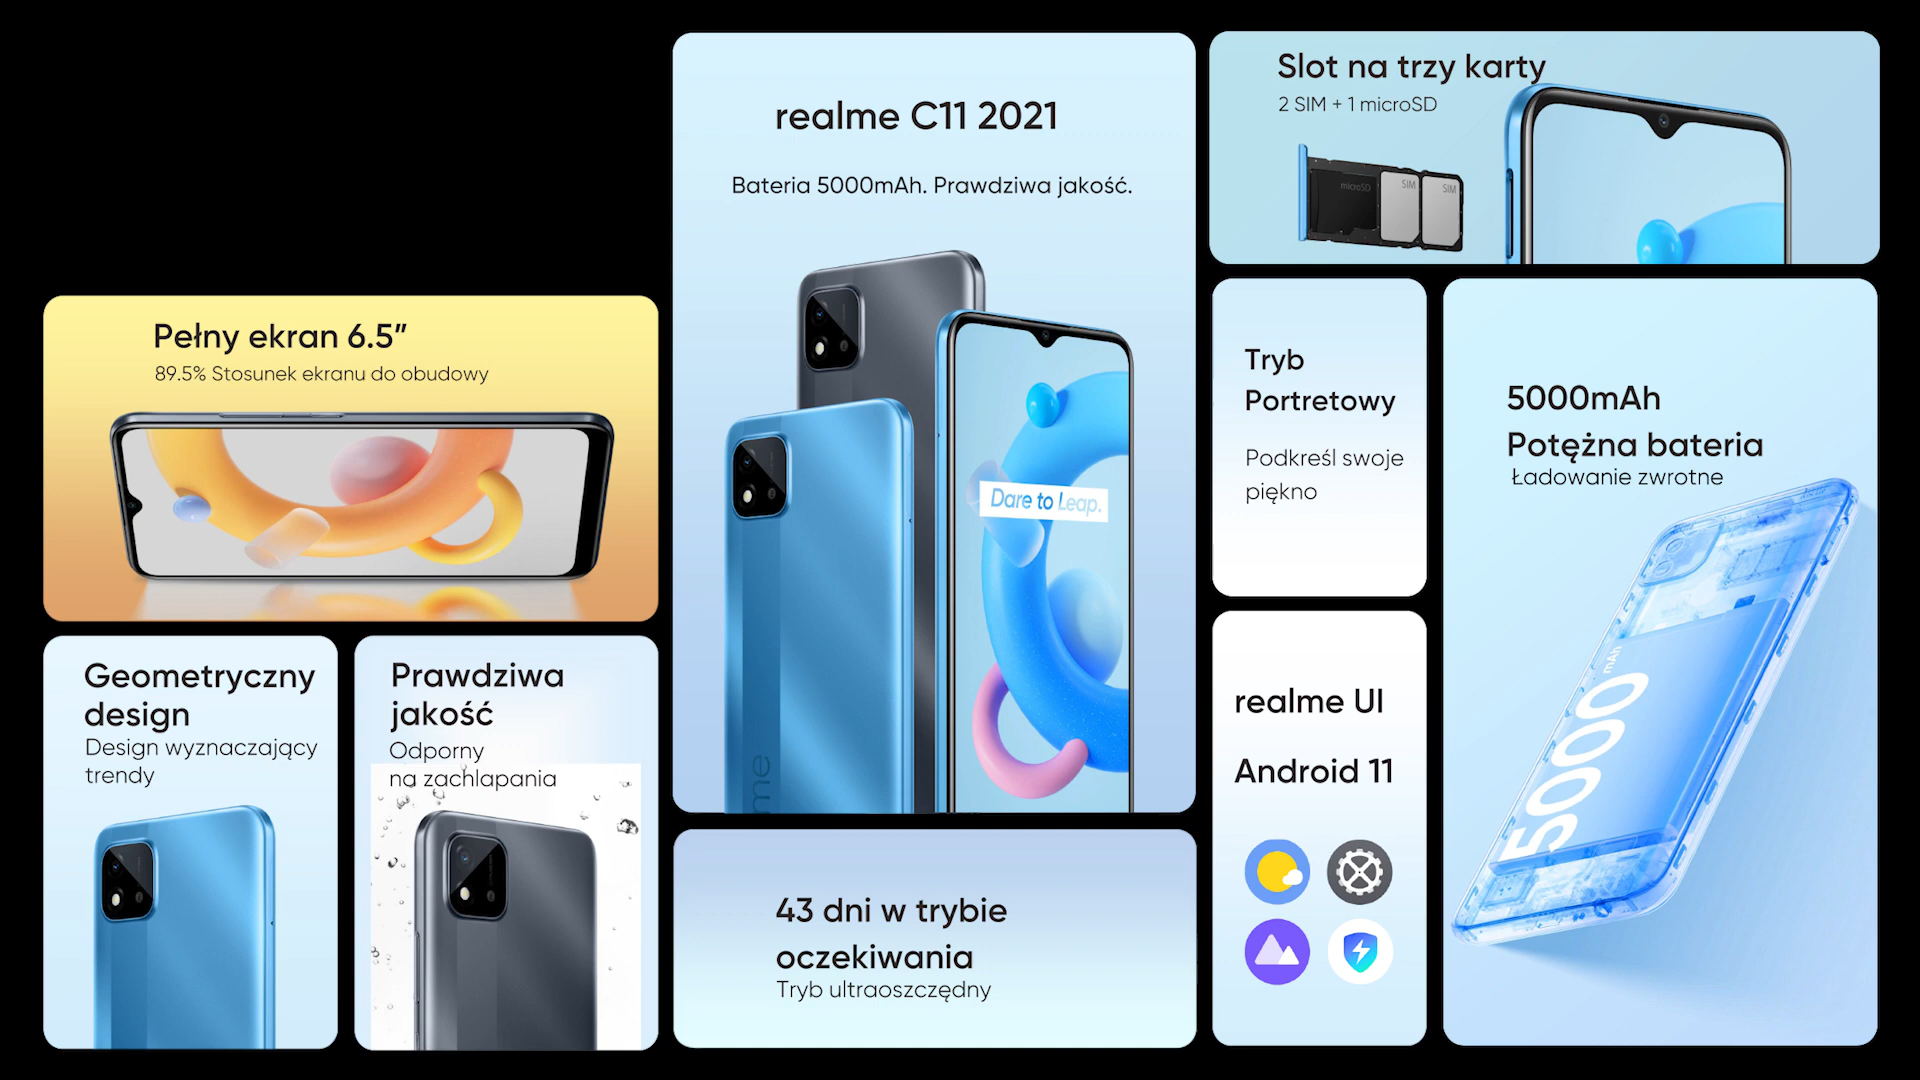 realme C11 2021
Bateria 5000mAh. Prawdziwa jakość.
Dare to Leap.
me
Slot na trzy karty
2 SIM + 1 microSD
microSD
SIM
SIM
Pełny ekran 6.5”
89.5% Stosunek ekranu do obudowy
Tryb
Portretowy
Podkreśl swoje
piękno
5000mAh
Potężna bateria
Ładowanie zwrotne
5000 mAh
Geometryczny
design
Design wyznaczający
trendy
Prawdziwa
jakość
Odporny
na zachlapania
realme UI
Android 11
43 dni w trybie
oczekiwania
Tryb ultraoszczędny